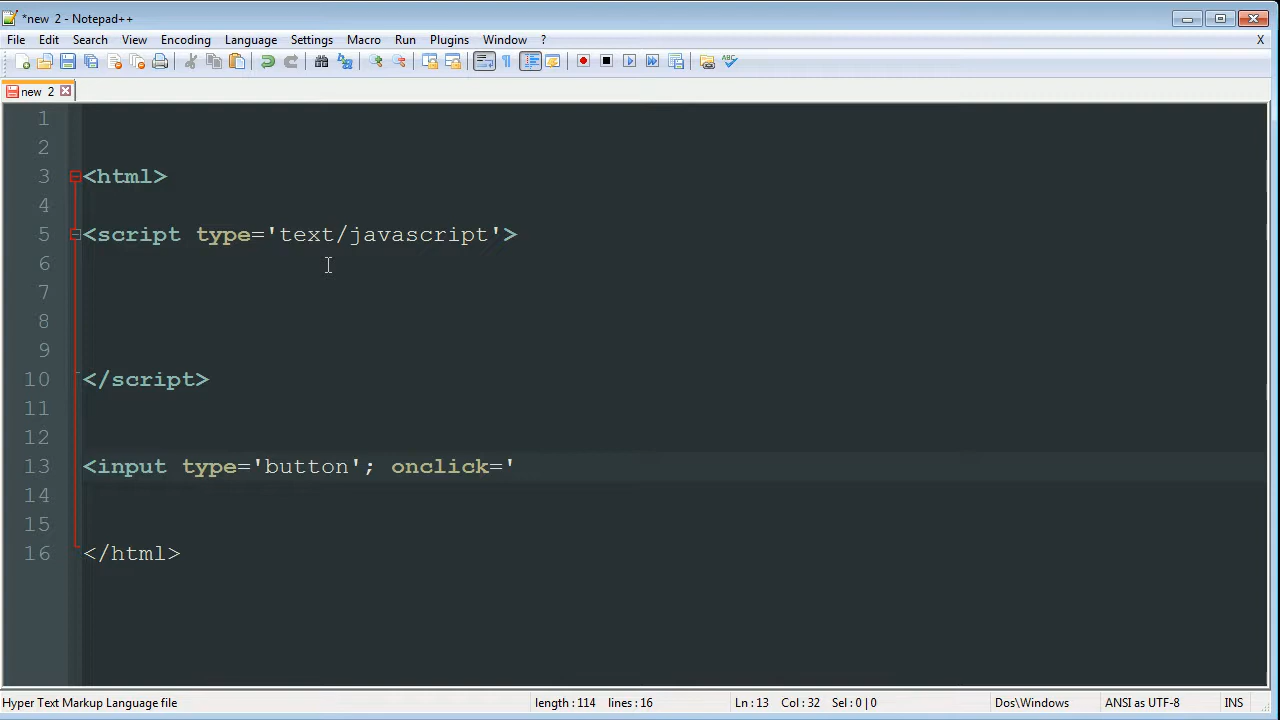 *new 2 - Notepad++
File Edit Search View Encoding Language Settings Macro Run Plugins Window ? X
ABC
new 2
1
2
3 <html>
4
5 <script type='text/javascript'>
6
7
8
9
10 </script>
11
12
13 <input type='button'; onclick='
14
15
16 </html>
Hyper Text Markup Language file length : 114 lines : 16 Ln : 13 Col : 32 Sel : 0 | 0 Dos\Windows ANSI as UTF-8 INS